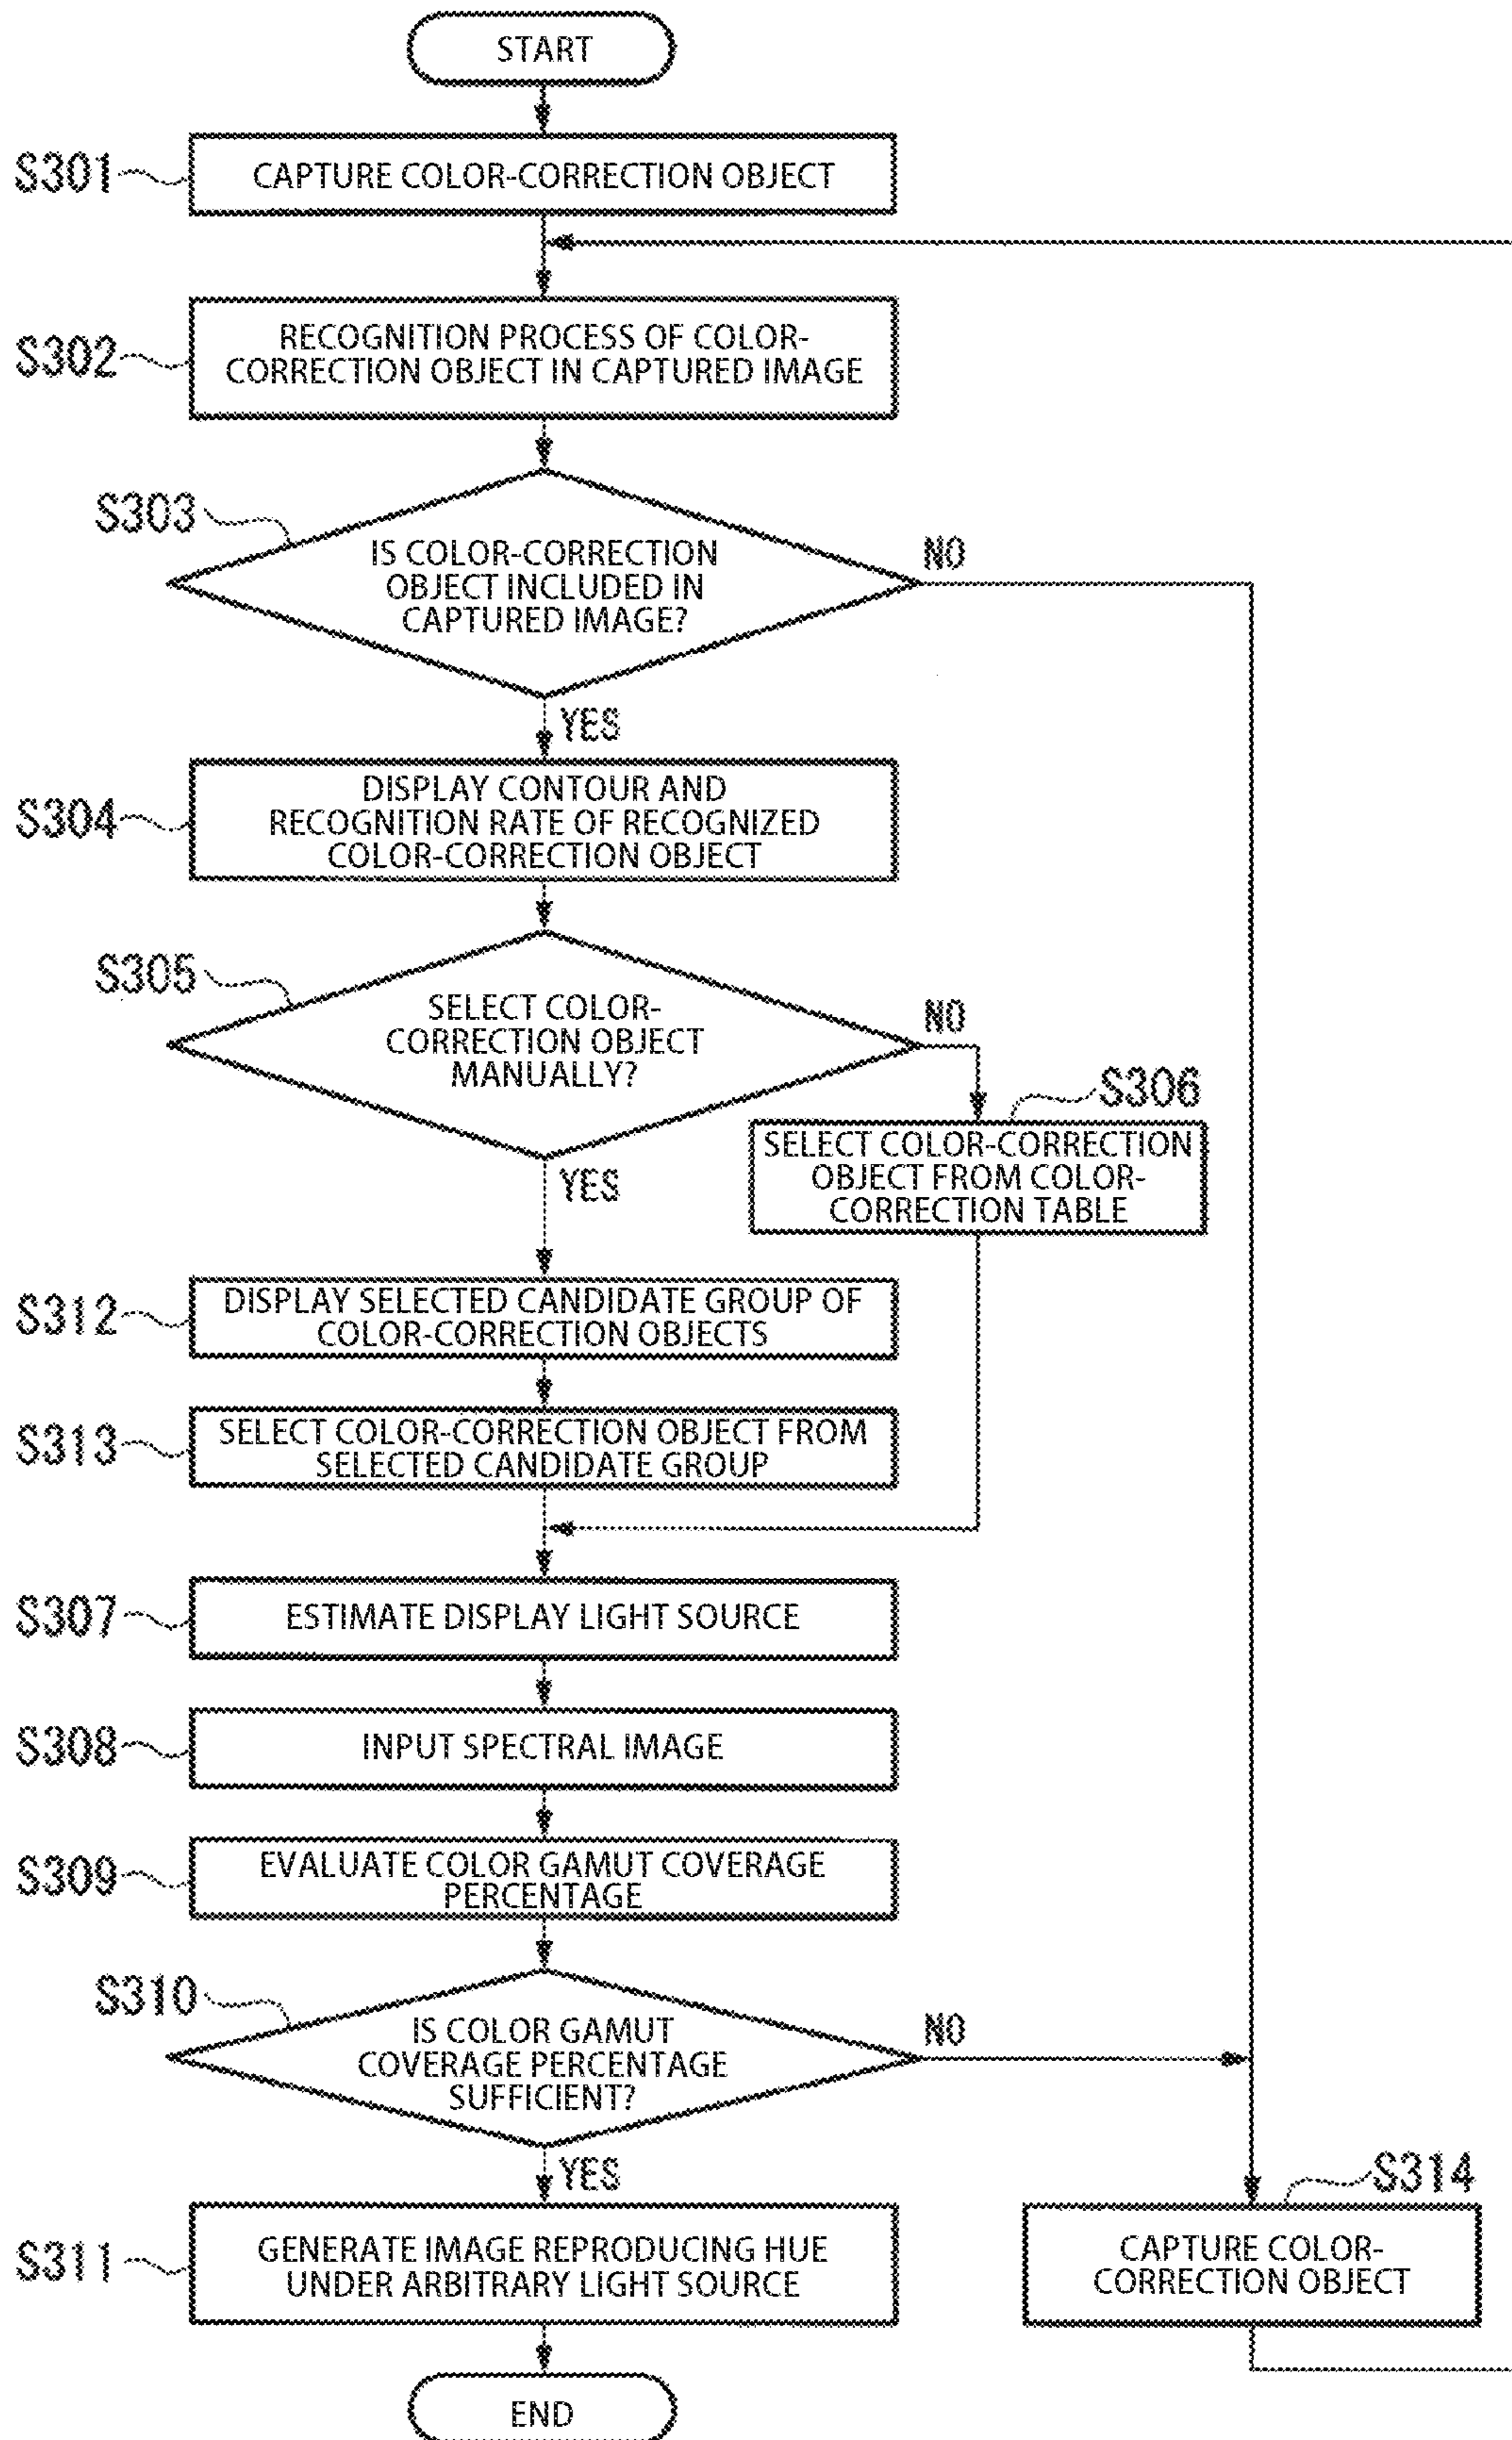 START
S301
CAPTURE COLOR-CORRECTION OBJECT
S302
RECOGNITION PROCESS OF COLOR-
CORRECTION OBJECT IN CAPTURED IMAGE
S303
IS COLOR-CORRECTION
OBJECT INCLUDED IN
CAPTURED IMAGE?
NO
YES
S304
DISPLAY CONTOUR AND
RECOGNITION RATE OF RECOGNIZED
COLOR-CORRECTION OBJECT
S305
SELECT COLOR-
CORRECTION OBJECT
MANUALLY?
NO
S306
SELECT COLOR-CORRECTION
OBJECT FROM COLOR-
CORRECTION TABLE
YES
S312
DISPLAY SELECTED CANDIDATE GROUP OF
COLOR-CORRECTION OBJECTS
S313
SELECT COLOR-CORRECTION OBJECT FROM
SELECTED CANDIDATE GROUP
S307
ESTIMATE DISPLAY LIGHT SOURCE
S308
INPUT SPECTRAL IMAGE
S309
EVALUATE COLOR GAMUT COVERAGE
PERCENTAGE
S310
IS COLOR GAMUT
COVERAGE PERCENTAGE
SUFFICIENT?
NO
YES
S314
CAPTURE COLOR-
CORRECTION OBJECT
S311
GENERATE IMAGE REPRODUCING HUE
UNDER ARBITRARY LIGHT SOURCE
END